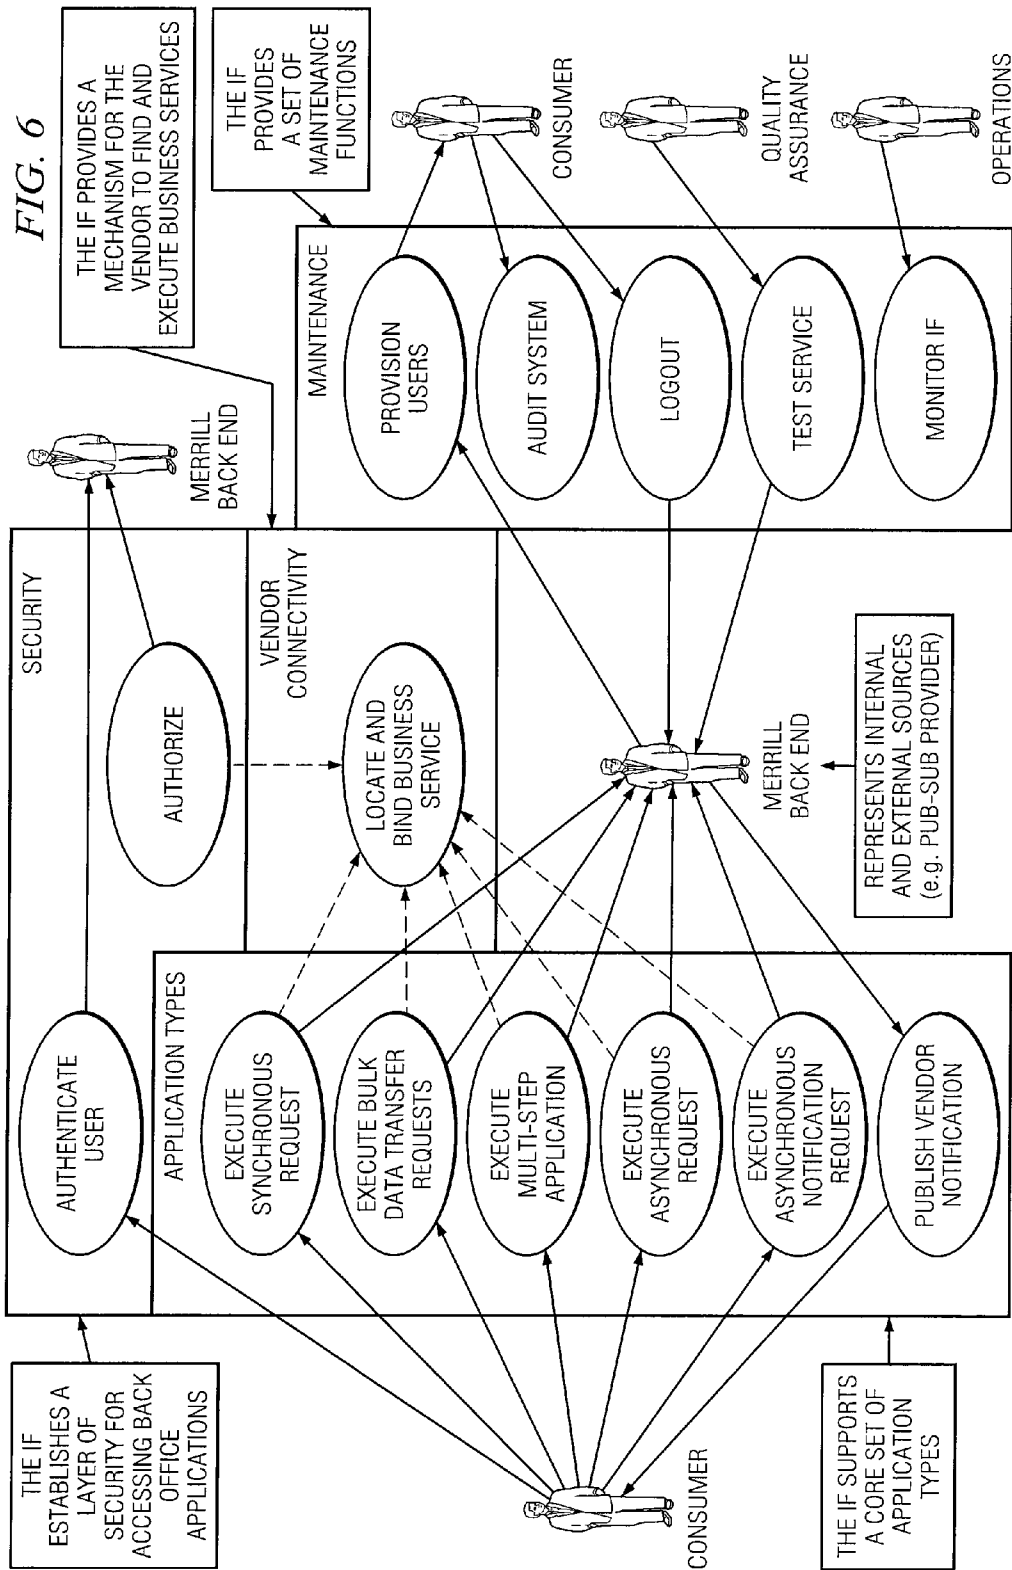 FIG. 6
THE IF
ESTABLISHES A
LAYER OF
SECURITY FOR
ACCESSING BACK
OFFICE
APPLICATIONS
SECURITY
AUTHENTICATE
USER
AUTHORIZE
MERRILL
BACK END
THE IF PROVIDES A
MECHANISM FOR THE
VENDOR TO FIND AND
EXECUTE BUSINESS SERVICES
VENDOR
CONNECTIVITY
LOCATE AND
BIND BUSINESS
SERVICE
APPLICATION TYPES
EXECUTE
SYNCHRONOUS
REQUEST
EXECUTE BULK
DATA TRANSFER
REQUESTS
EXECUTE
MULTI-STEP
APPLICATION
EXECUTE
ASYNCHRONOUS
REQUEST
EXECUTE
ASYNCHRONOUS
NOTIFICATION
REQUEST
PUBLISH VENDOR
NOTIFICATION
CONSUMER
THE IF SUPPORTS
A CORE SET OF
APPLICATION
TYPES
MERRILL
BACK END
REPRESENTS INTERNAL
AND EXTERNAL SOURCES
(e.g. PUB-SUB PROVIDER)
THE IF
PROVIDES
A SET OF
MAINTENANCE
FUNCTIONS
MAINTENANCE
PROVISION
USERS
AUDIT SYSTEM
LOGOUT
TEST SERVICE
MONITOR IF
CONSUMER
QUALITY
ASSURANCE
OPERATIONS